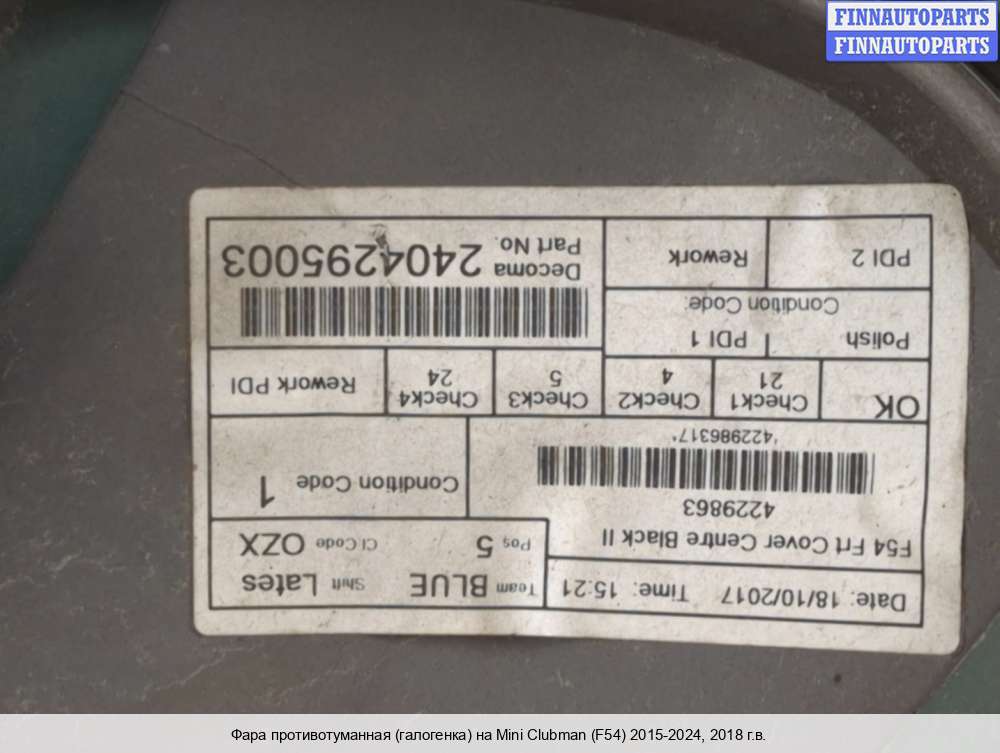 FINNAUTOPARTS
FINNAUTOPARTS
Date: 18/10/2017 Time: 15:21
Team BLUE Shift Lates
F54 Frt Cover Centre Black II
4229863
Pos 5 Cl Code OZX
*42298631?*
Condition Code 1
OK
Check1 21
Check2 4
Check3 5
Check4 24
Rework PDI
Polish PDI 1
Condition Code:
PDI 2 Rework
Decoma Part No. 2404295003
Фара противотуманная (галогенка) на Mini Clubman (F54) 2015-2024, 2018 г.в.